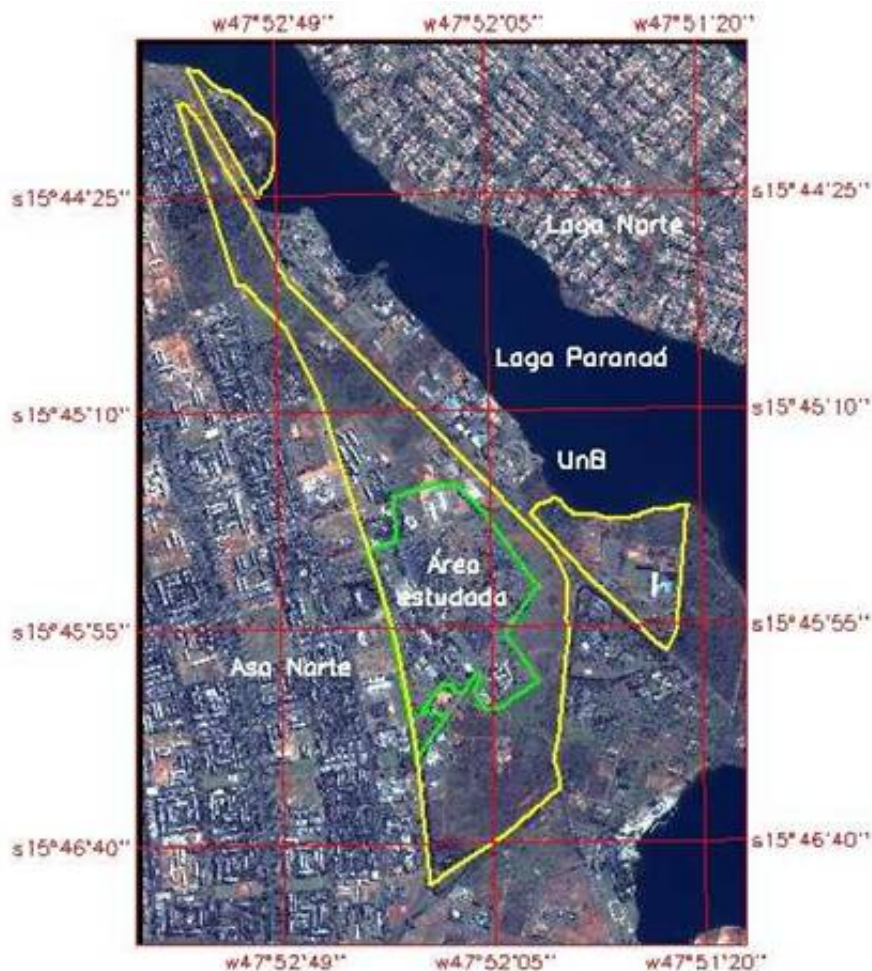 w47°52'49'' w47°52'05'' w47°51'20''
s15°44'25'' s15°44'25''
Lago Norte
Lago Paranoá
s15°45'10'' s15°45'10''
UnB
Área
estudada
s15°45'55'' s15°45'55''
Asa Norte
s15°46'40'' s15°46'40''
w47°52'49'' w47°52'05'' w47°51'20''